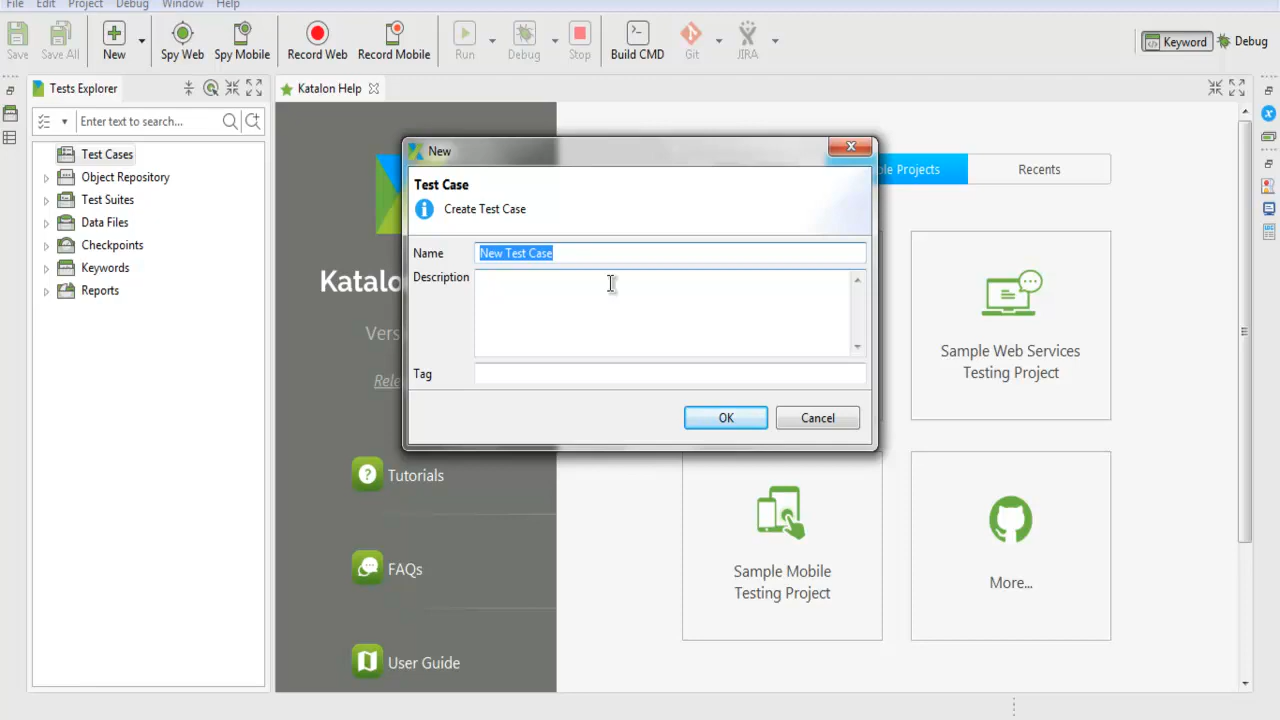 File Edit Project Debug Window Help
Save Save All New Spy Web Spy Mobile Record Web Record Mobile Run Debug Stop Build CMD Git JIRA Keyword Debug
Tests Explorer
Enter text to search...
Test Cases
Object Repository
Test Suites
Data Files
Checkpoints
Keywords
Reports
Katalon Help
Katalo
Vers
Rele
Tutorials
FAQs
User Guide
ple Projects
Recents
Sample Web Services
Testing Project
Sample Mobile
Testing Project
More...
New
Test Case
Create Test Case
Name New Test Case
Description
Tag
OK Cancel